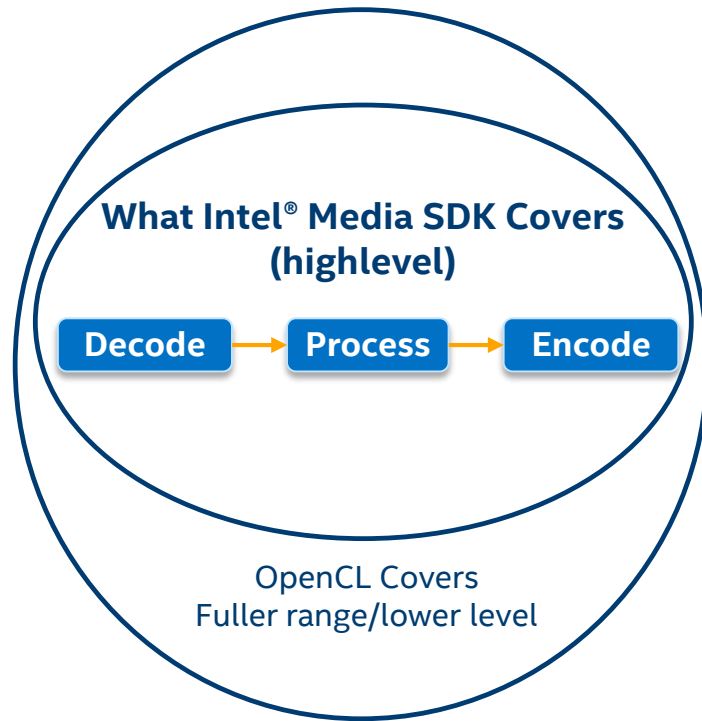 What Intel® Media SDK Covers
(highlevel)
Decode
Process
Encode
OpenCL Covers
Fuller range/lower level